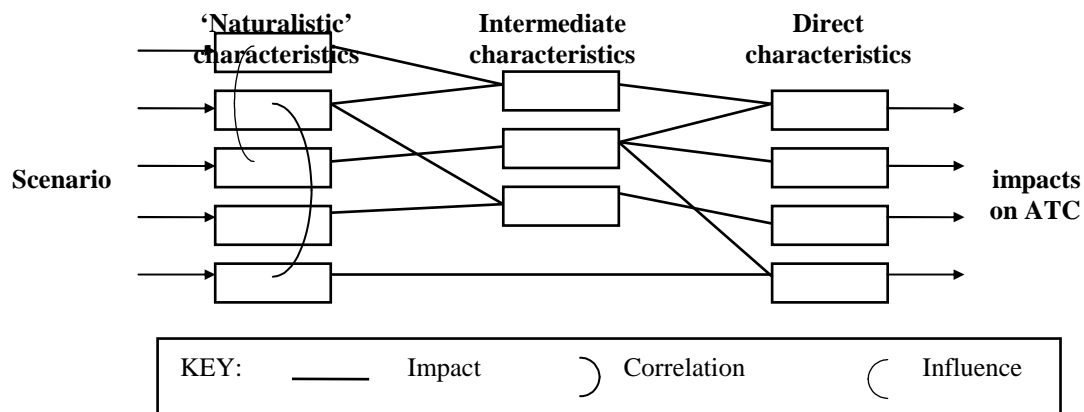 ‘Naturalistic’
characteristics
Intermediate
characteristics
Direct
characteristics
Scenario
impacts
on ATC
KEY: Impact Correlation Influence